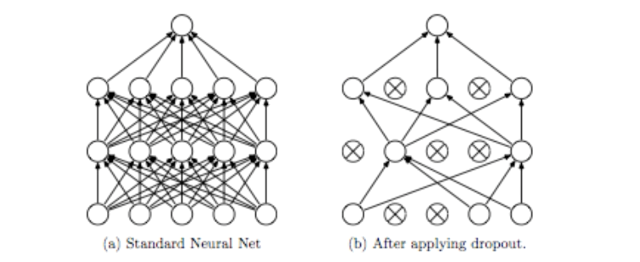 (a) Standard Neural Net
(b) After applying dropout.